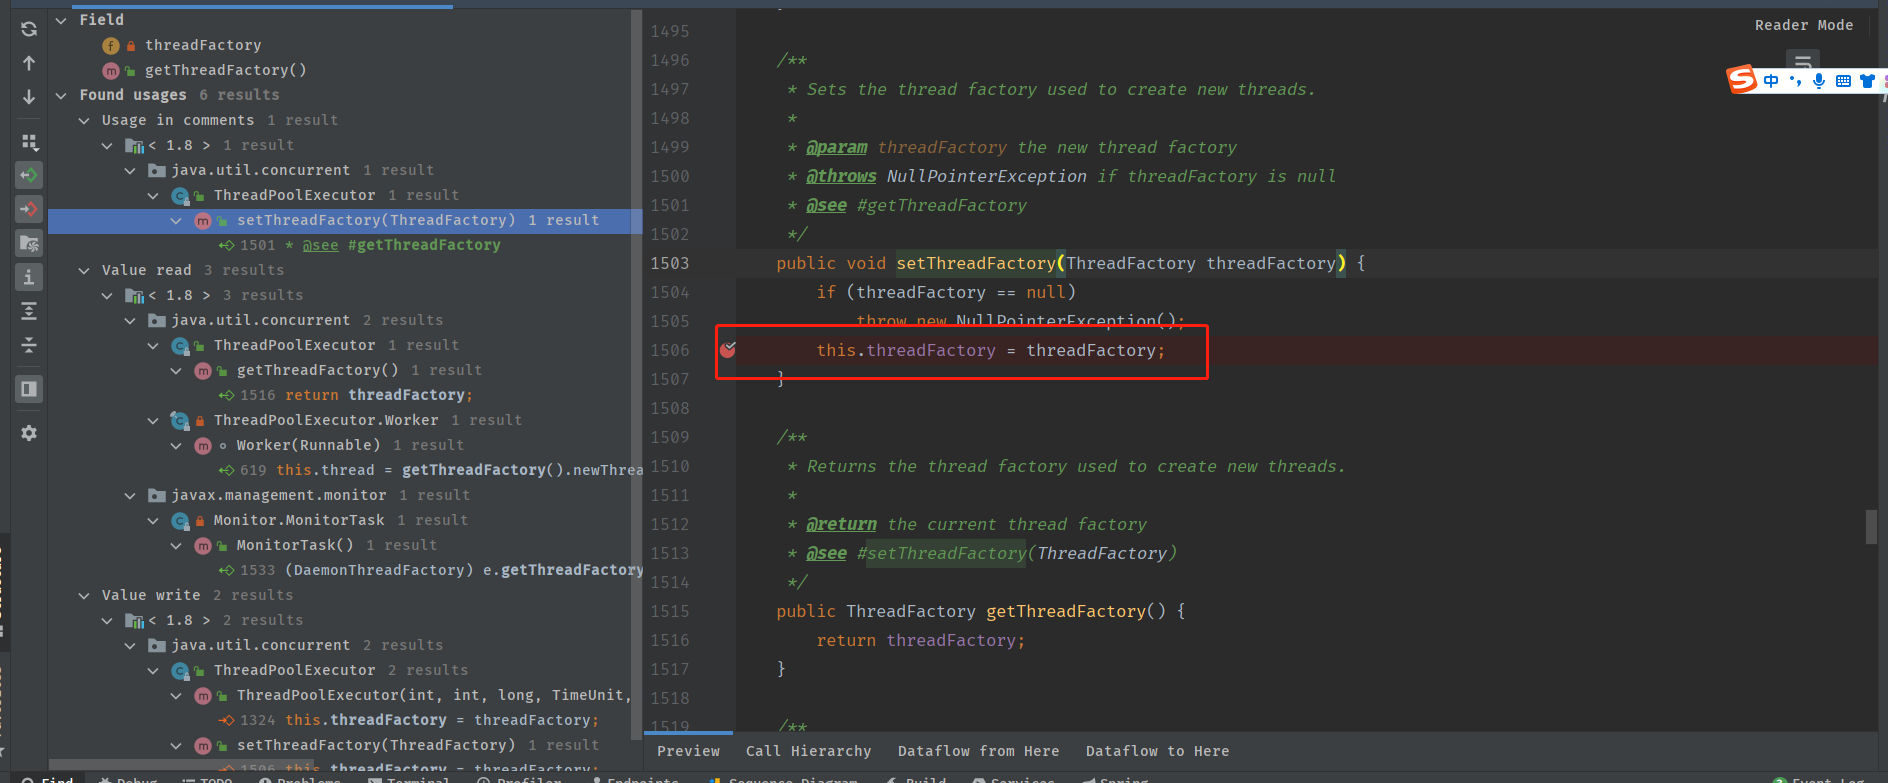 Field
threadFactory
getThreadFactory()
Found usages 6 results
Usage in comments 1 result
< 1.8 > 1 result
java.util.concurrent 1 result
ThreadPoolExecutor 1 result
setThreadFactory(ThreadFactory) 1 result
1501 * @see #getThreadFactory
Value read 3 results
< 1.8 > 3 results
java.util.concurrent 2 results
ThreadPoolExecutor 1 result
getThreadFactory() 1 result
1516 return threadFactory;
ThreadPoolExecutor.Worker 1 result
Worker(Runnable) 1 result
619 this.thread = getThreadFactory().newThrea
javax.management.monitor 1 result
Monitor.MonitorTask 1 result
MonitorTask() 1 result
1533 (DaemonThreadFactory) e.getThreadFactory
Value write 2 results
< 1.8 > 2 results
java.util.concurrent 2 results
ThreadPoolExecutor 2 results
ThreadPoolExecutor(int, int, long, TimeUnit,
1324 this.threadFactory = threadFactory;
setThreadFactory(ThreadFactory) 1 result
1506 this.threadFactory = threadFactory;
Reader Mode
中
1495
1496 /**
1497 * Sets the thread factory used to create new threads.
1498 *
1499 * @param threadFactory the new thread factory
1500 * @throws NullPointerException if threadFactory is null
1501 * @see #getThreadFactory
1502 */
1503 public void setThreadFactory(ThreadFactory threadFactory) {
1504 if (threadFactory == null)
1505 throw new NullPointerException();
1506 this.threadFactory = threadFactory;
1507 }
1508
1509 /**
1510 * Returns the thread factory used to create new threads.
1511 *
1512 * @return the current thread factory
1513 * @see #setThreadFactory(ThreadFactory)
1514 */
1515 public ThreadFactory getThreadFactory() {
1516 return threadFactory;
1517 }
1518
1519 /**
Preview Call Hierarchy Dataflow from Here Dataflow to Here
Find Debug TODO Problems Terminal Profiler Endpoints Sequence Diagram Build Services Spring Event Log